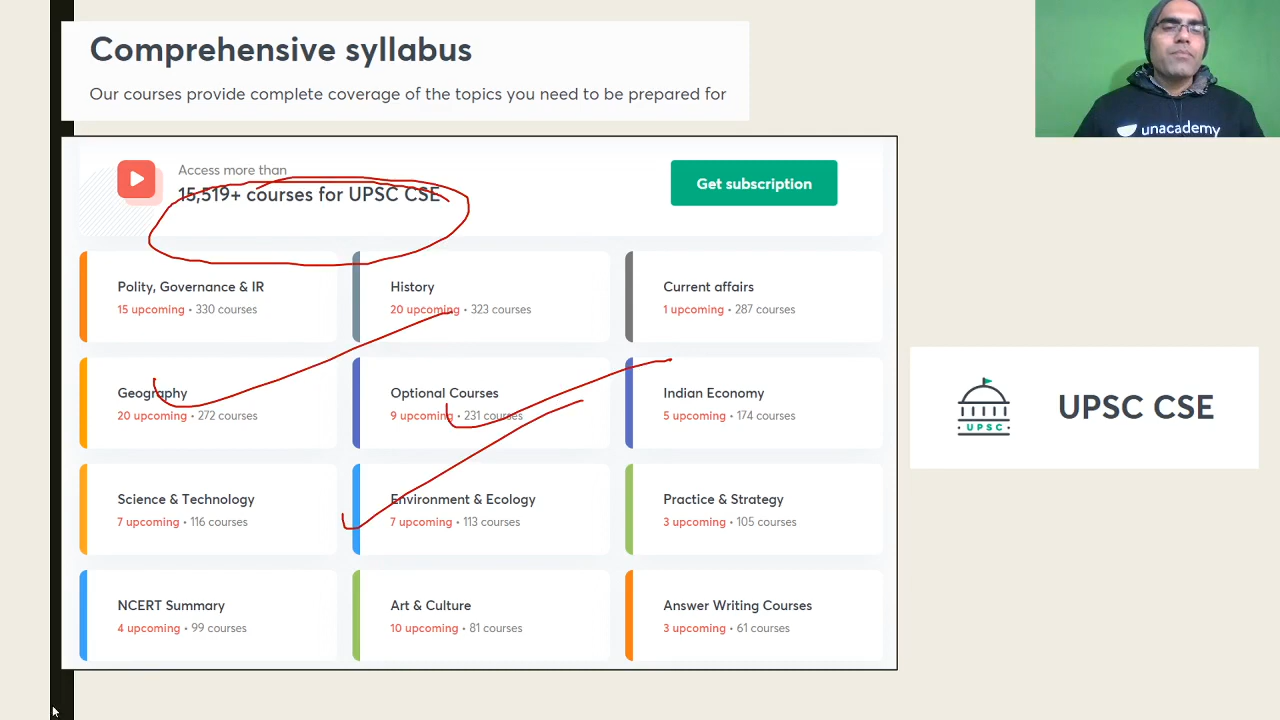 Comprehensive syllabus
Our courses provide complete coverage of the topics you need to be prepared for
unacademy
Access more than
15,519+ courses for UPSC CSE
Get subscription
Polity, Governance & IR
15 upcoming • 330 courses
History
20 upcoming • 323 courses
Current affairs
1 upcoming • 287 courses
Geography
20 upcoming • 272 courses
Optional Courses
9 upcoming • 231 courses
Indian Economy
5 upcoming • 174 courses
UPSC
UPSC CSE
Science & Technology
7 upcoming • 116 courses
Environment & Ecology
7 upcoming • 113 courses
Practice & Strategy
3 upcoming • 105 courses
NCERT Summary
4 upcoming • 99 courses
Art & Culture
10 upcoming • 81 courses
Answer Writing Courses
3 upcoming • 61 courses